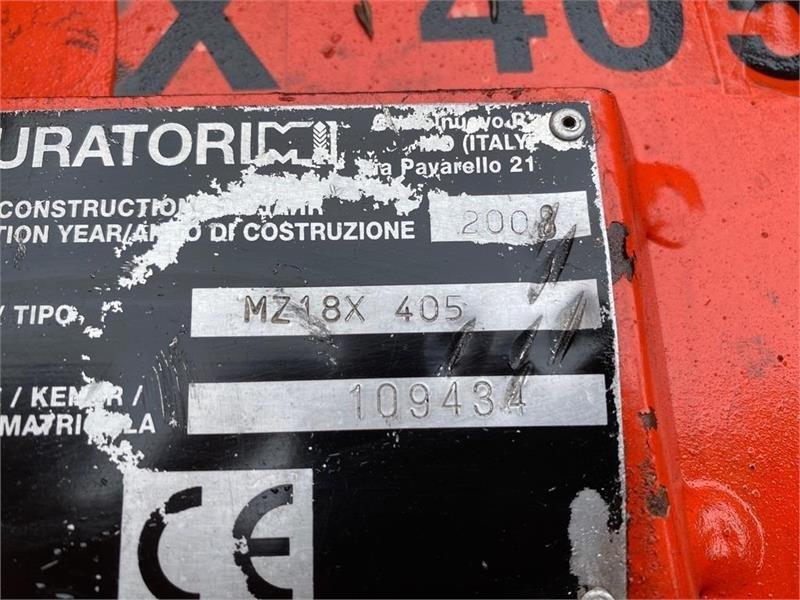 X 405
URATORI
MO (ITALY)
Via Pavarello 21
CONSTRUCTION
TION YEAR/ANNO DI COSTRUZIONE 2008
/ TIPO MZ18X 405
/ KENNR /
MATRICOLA 109434
CE